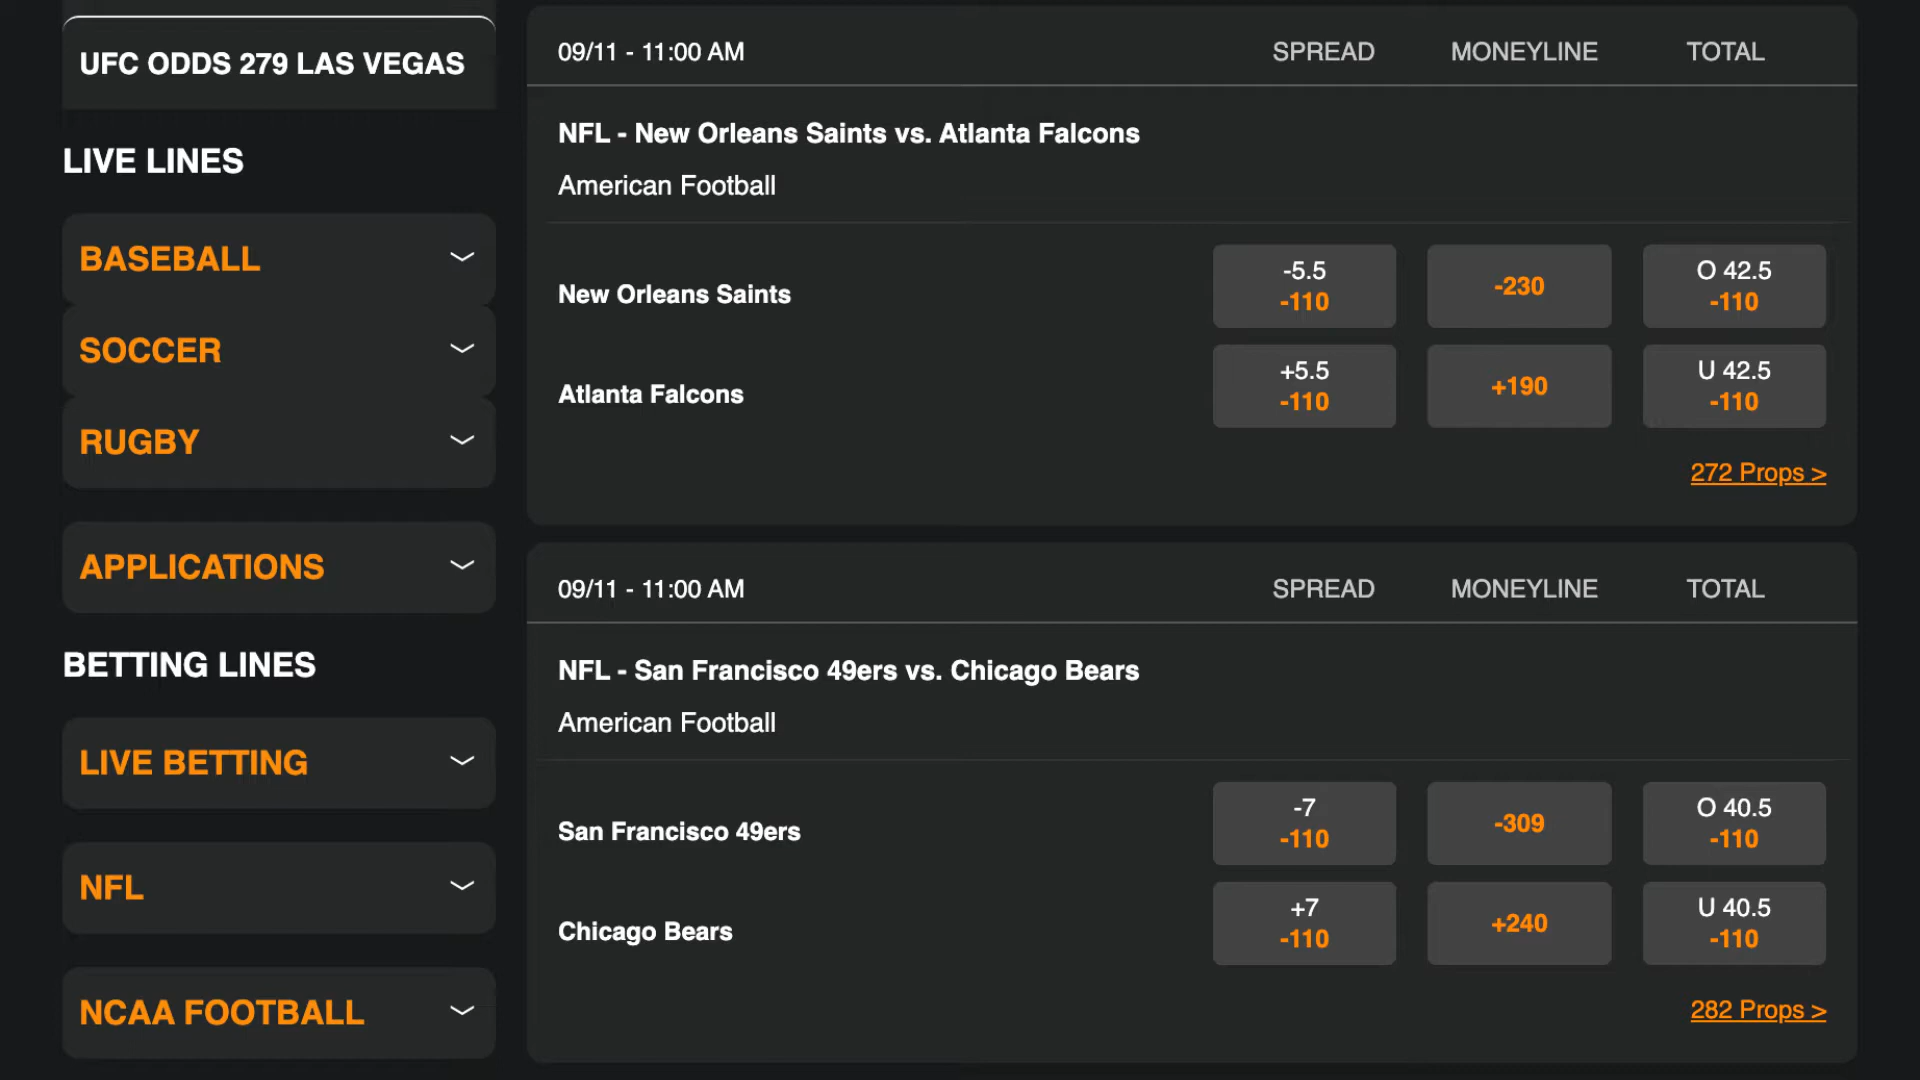 UFC ODDS 279 LAS VEGAS
LIVE LINES
BASEBALL
SOCCER
RUGBY
APPLICATIONS
BETTING LINES
LIVE BETTING
NFL
NCAA FOOTBALL
09/11 - 11:00 AM SPREAD MONEYLINE TOTAL
NFL - New Orleans Saints vs. Atlanta Falcons
American Football
New Orleans Saints
-5.5
-110
-230
O 42.5
-110
Atlanta Falcons
+5.5
-110
+190
U 42.5
-110
272 Props >
09/11 - 11:00 AM SPREAD MONEYLINE TOTAL
NFL - San Francisco 49ers vs. Chicago Bears
American Football
San Francisco 49ers
-7
-110
-309
O 40.5
-110
Chicago Bears
+7
-110
+240
U 40.5
-110
282 Props >